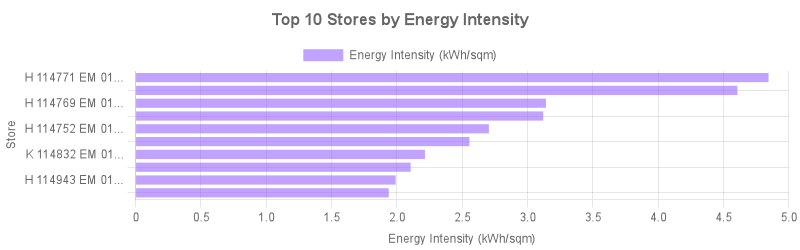 Top 10 Stores by Energy Intensity
Energy Intensity (kWh/sqm)
H 114771 EM 01...
H 114769 EM 01...
H 114752 EM 01...
K 114832 EM 01...
H 114943 EM 01...
Store
0 0.5 1.0 1.5 2.0 2.5 3.0 3.5 4.0 4.5 5.0
Energy Intensity (kWh/sqm)